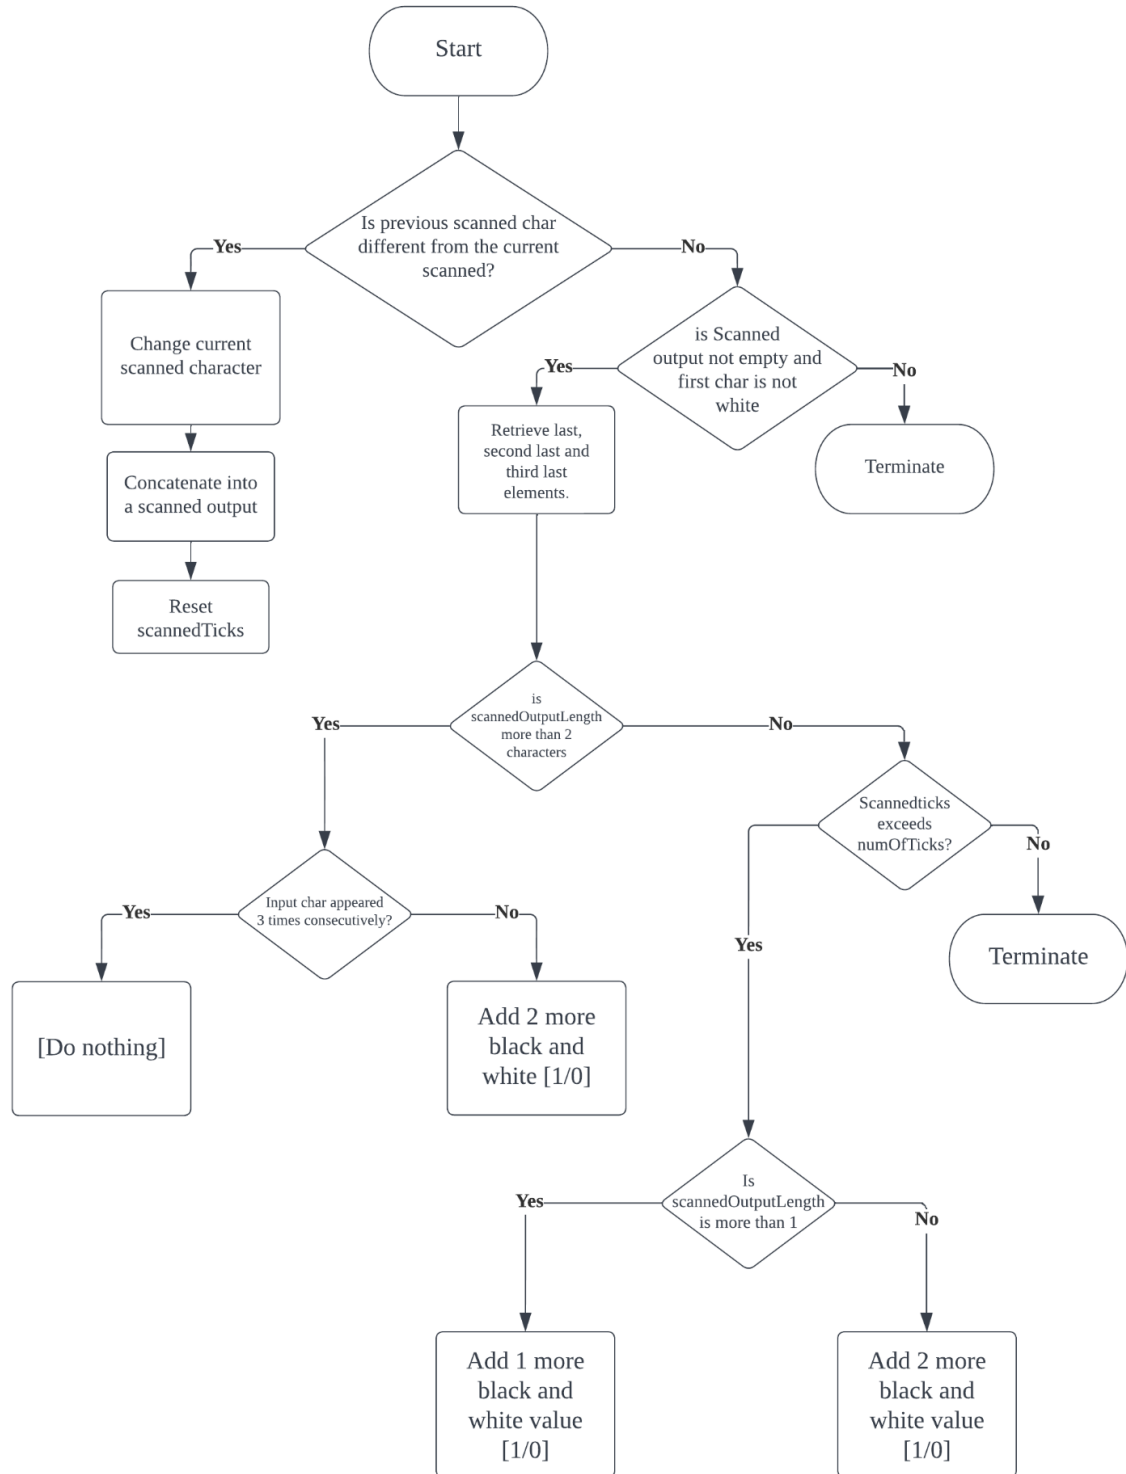 Start
Is previous scanned char
different from the current
scanned?
Yes
No
Change current
scanned character
is Scanned
output not empty and
first char is not
white
Yes
No
Concatenate into
a scanned output
Retrieve last,
second last and
third last
elements.
Terminate
Reset
scannedTicks
is
scannedOutputLength
more than 2
characters
Yes
No
Scannedticks
exceeds
numOfTicks?
No
Yes
Terminate
Input char appeared
3 times consecutively?
Yes
No
[Do nothing]
Add 2 more
black and
white [1/0]
Is
scannedOutputLength
is more than 1
Yes
No
Add 1 more
black and
white value
[1/0]
Add 2 more
black and
white value
[1/0]